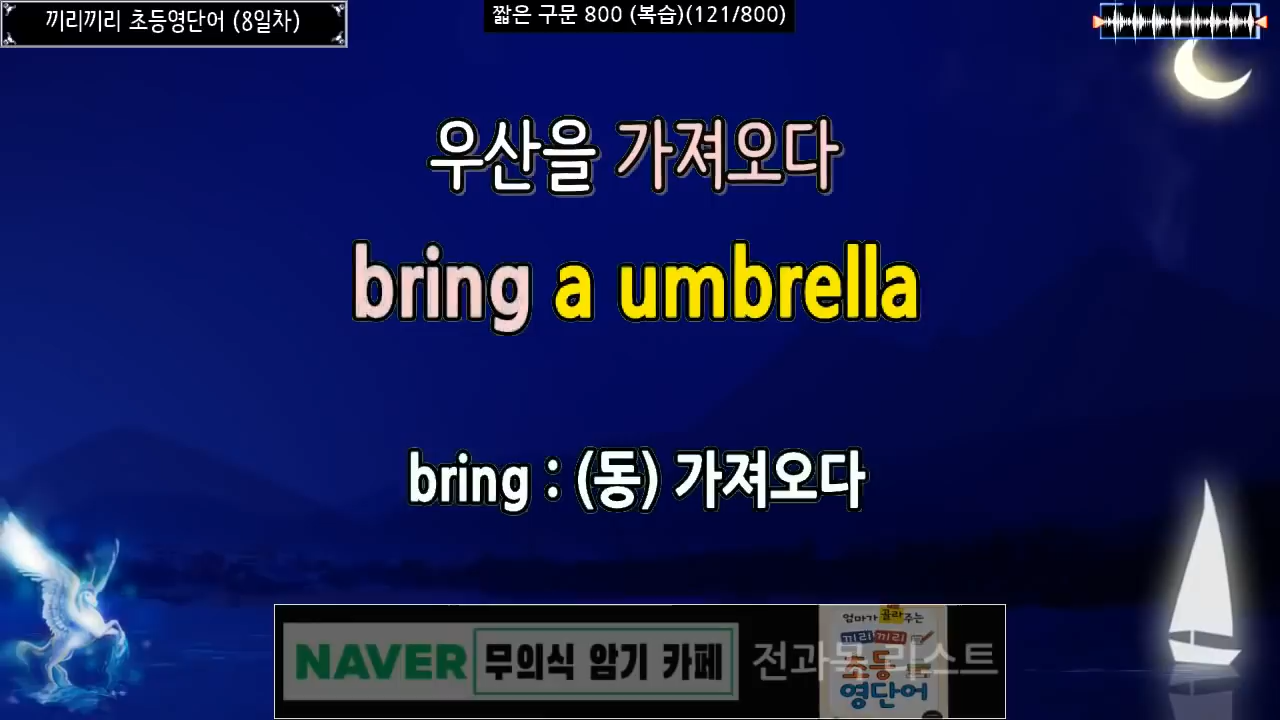 끼리끼리 초등영단어 (8일차)
짧은 구문 800 (복습)(121/800)
우산을 가져오다
bring a umbrella
bring : (동) 가져오다
NAVER 무의식 암기 카페
전과목 리스트
엄마가 골라주는
끼리끼리
초등
영단어